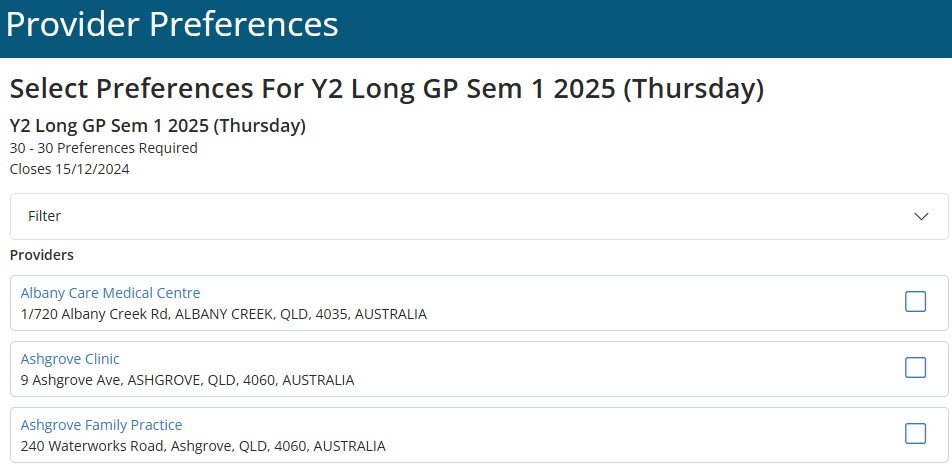 Provider Preferences
Select Preferences For Y2 Long GP Sem 1 2025 (Thursday)
Y2 Long GP Sem 1 2025 (Thursday)
30 - 30 Preferences Required
Closes 15/12/2024
Filter
Providers
Albany Care Medical Centre
1/720 Albany Creek Rd, ALBANY CREEK, QLD, 4035, AUSTRALIA
Ashgrove Clinic
9 Ashgrove Ave, ASHGROVE, QLD, 4060, AUSTRALIA
Ashgrove Family Practice
240 Waterworks Road, Ashgrove, QLD, 4060, AUSTRALIA